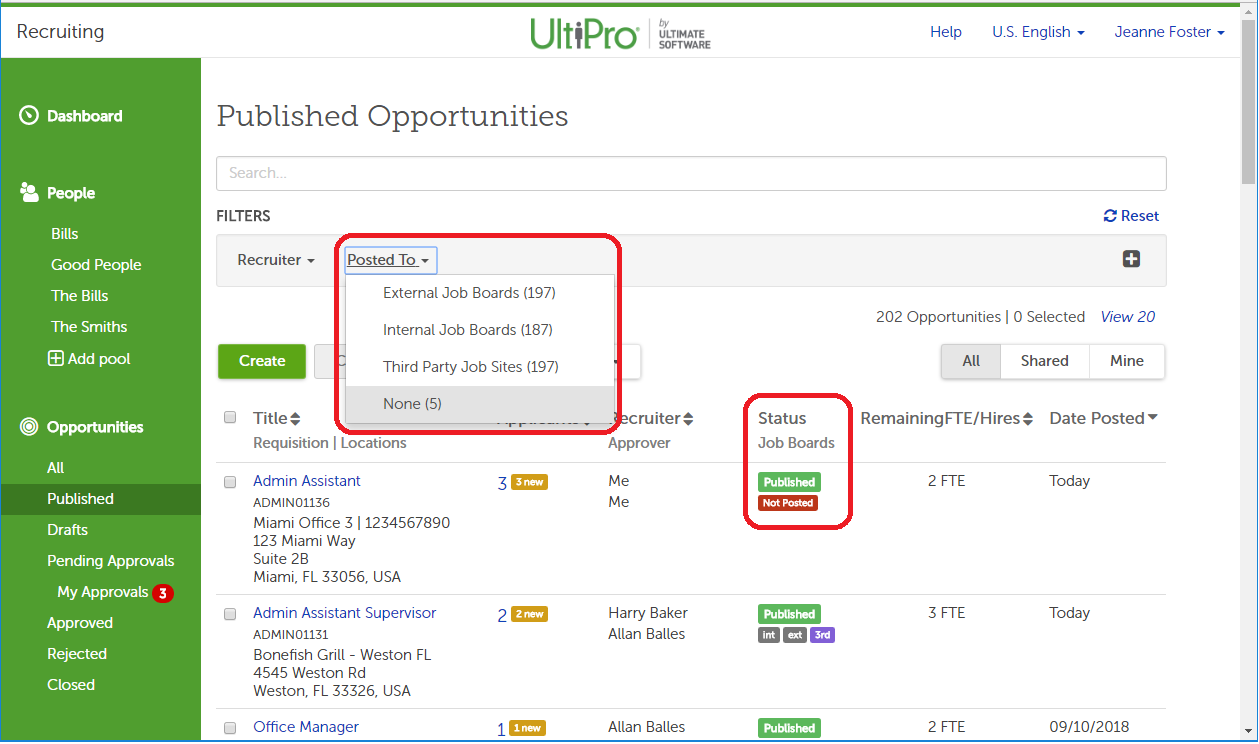 Recruiting
UltiPro by ULTIMATE SOFTWARE
Help U.S. English Jeanne Foster
Dashboard
People
Bills
Good People
The Bills
The Smiths
Add pool
Opportunities
All
Published
Drafts
Pending Approvals
My Approvals 3
Approved
Rejected
Closed
Published Opportunities
Search...
FILTERS
Reset
Recruiter Posted To
External Job Boards (197)
Internal Job Boards (187)
Third Party Job Sites (197)
None (5)
202 Opportunities | 0 Selected View 20
Create
All Shared Mine
Title Applicants Recruiter Status RemainingFTE/Hires Date Posted
Requisition | Locations Approver Job Boards
Admin Assistant 3 3 new Me Published 2 FTE Today
ADMIN01136 Me Not Posted
Miami Office 3 | 1234567890
123 Miami Way
Suite 2B
Miami, FL 33056, USA
Admin Assistant Supervisor 2 2 new Harry Baker Published 3 FTE Today
ADMIN01131 Allan Balles int ext 3rd
Bonefish Grill - Weston FL
4545 Weston Rd
Weston, FL 33326, USA
Office Manager 1 1 new Allan Balles Published 2 FTE 09/10/2018